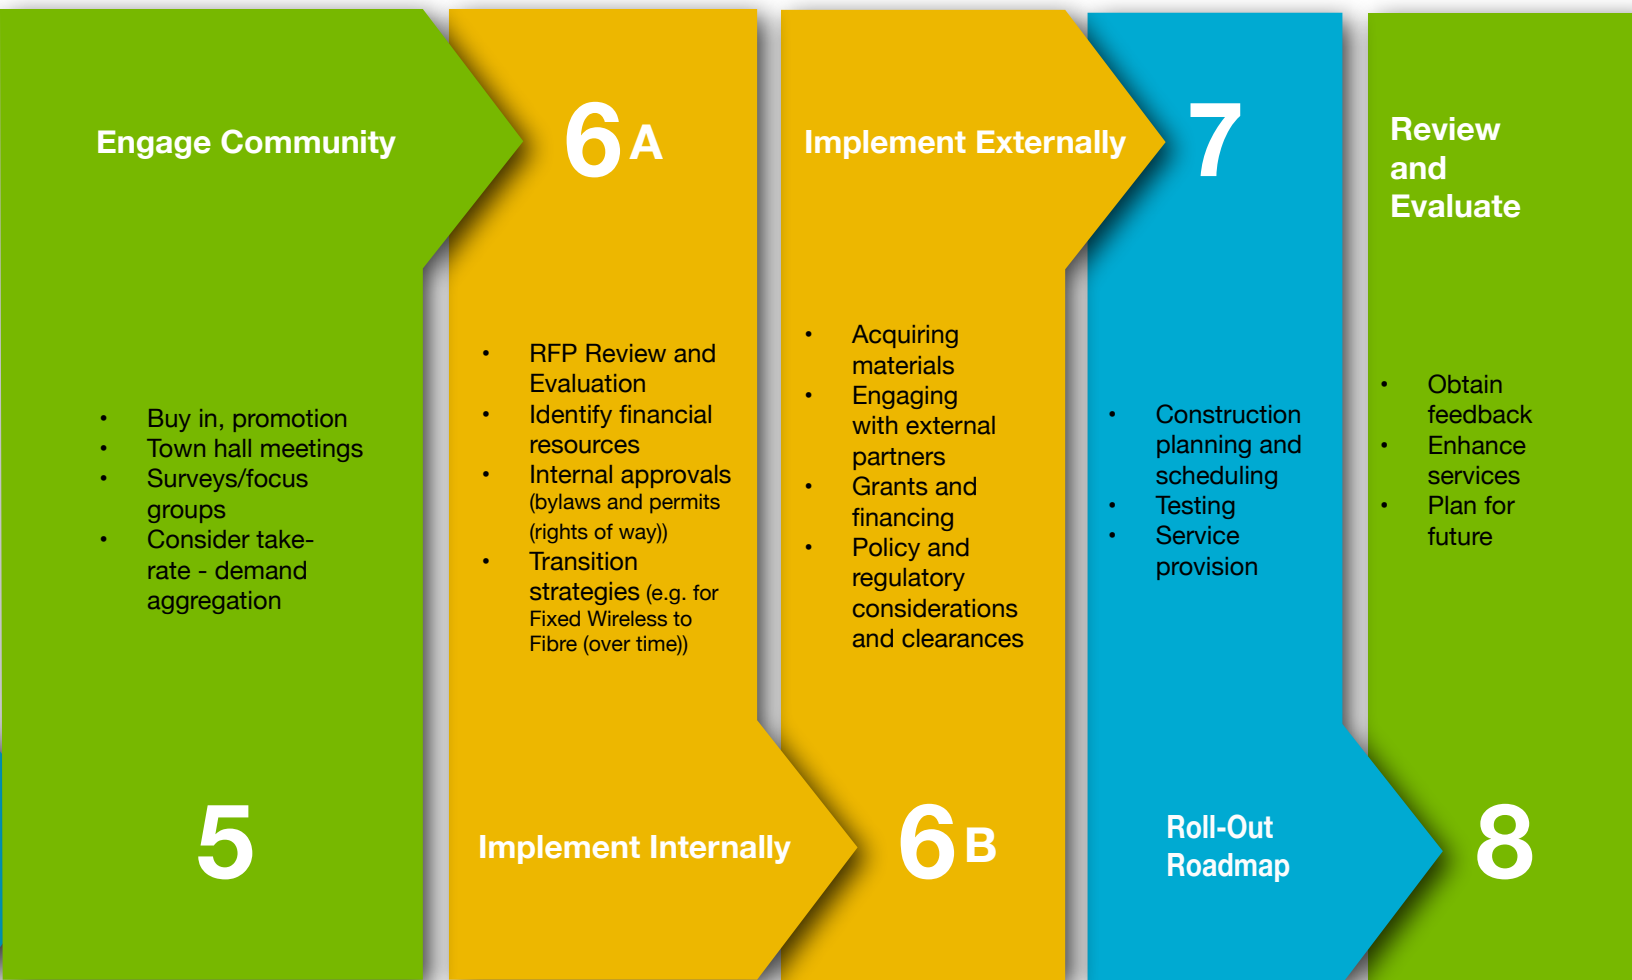 Engage Community
• Buy in, promotion
• Town hall meetings
• Surveys/focus
groups
• Consider take-
rate - demand
aggregation
5
6A
• RFP Review and
Evaluation
• Identify financial
resources
• Internal approvals
(bylaws and permits
(rights of way))
• Transition
strategies (e.g. for
Fixed Wireless to
Fibre (over time))
Implement Internally
Implement Externally
• Acquiring
materials
• Engaging
with external
partners
• Grants and
financing
• Policy and
regulatory
considerations
and clearances
6B
7
• Construction
planning and
scheduling
• Testing
• Service
provision
Roll-Out
Roadmap
Review
and
Evaluate
• Obtain
feedback
• Enhance
services
• Plan for
future
8